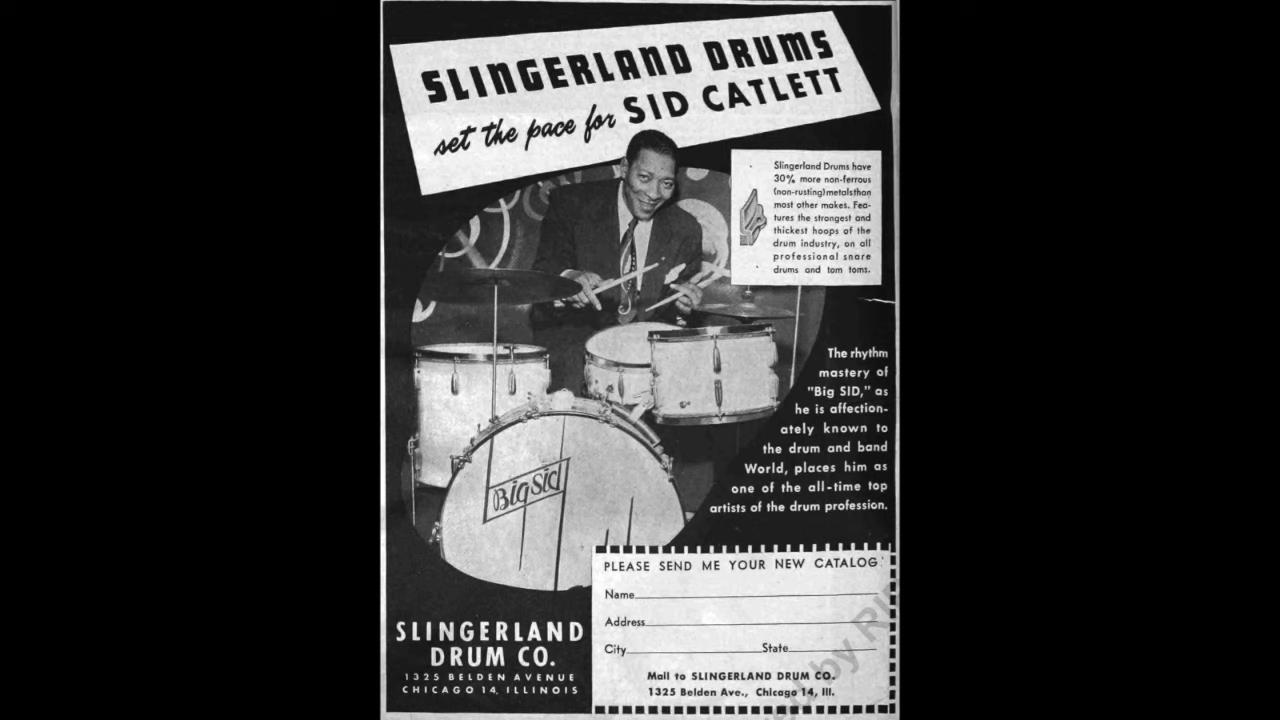 SLINGERLAND DRUMS
set the pace for SID CATLETT
Slingerland Drums have
30% more non-ferrous
(non-rusting) metals than
most other makes. Fea-
tures the strongest and
thickest hoops of the
drum industry, on all
professional snare
drums and tom toms.
The rhythm
mastery of
"Big SID," as
he is affection-
ately known to
the drum and band
World, places him as
one of the all-time top
artists of the drum profession.
Big Sid
PLEASE SEND ME YOUR NEW CATALOG
Name
Address
City State
Mail to SLINGERLAND DRUM CO.
1325 Belden Ave., Chicago 14, Ill.
SLINGERLAND
DRUM CO.
1325 BELDEN AVENUE
CHICAGO 14, ILLINOIS
by